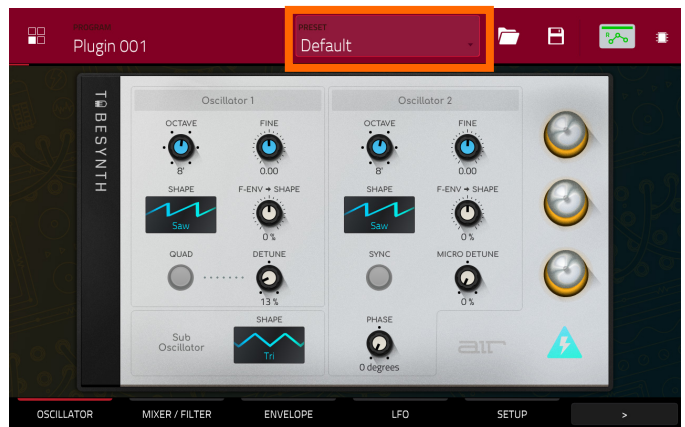 PROGRAM
Plugin 001
PRESET
Default
TUBESYNTH
Oscillator 1
Oscillator 2
OCTAVE
FINE
OCTAVE
FINE
8'
0.00
8'
0.00
SHAPE
F-ENV → SHAPE
SHAPE
F-ENV → SHAPE
Saw
0 %
Saw
0 %
QUAD
DETUNE
SYNC
MICRO DETUNE
13 %
0 %
Sub
Oscillator
SHAPE
Tri
PHASE
0 degrees
air
OSCILLATOR
MIXER / FILTER
ENVELOPE
LFO
SETUP
>